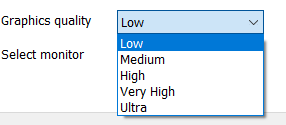 Graphics quality Low
Low
Select monitor Medium
High
Very High
Ultra